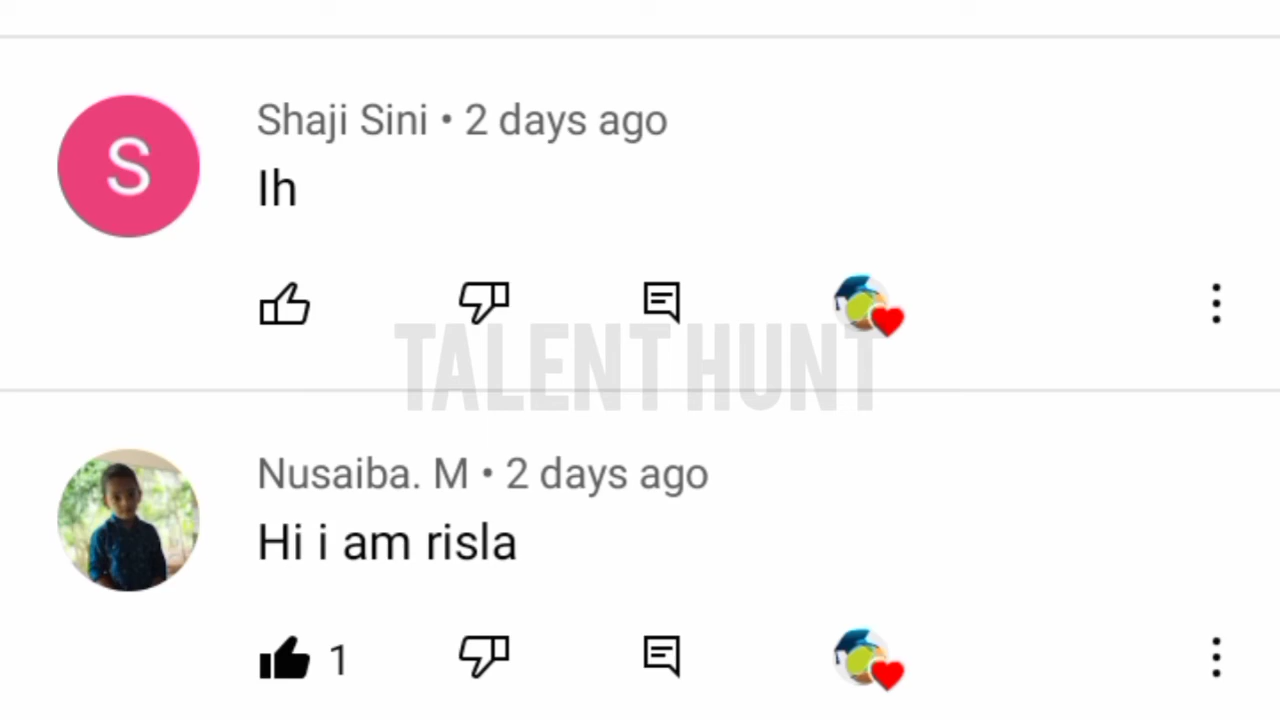 S
Shaji Sini • 2 days ago
Ih
TALENT HUNT
Nusaiba. M • 2 days ago
Hi i am risla
1